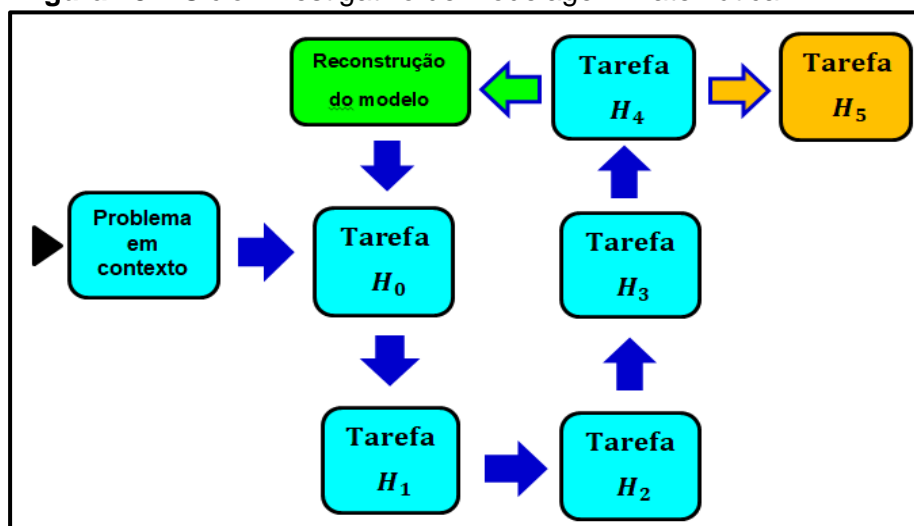 Reconstrução
do modelo
Tarefa
H₄
Tarefa
H₅
Problema
em
contexto
Tarefa
H₀
Tarefa
H₃
Tarefa
H₁
Tarefa
H₂